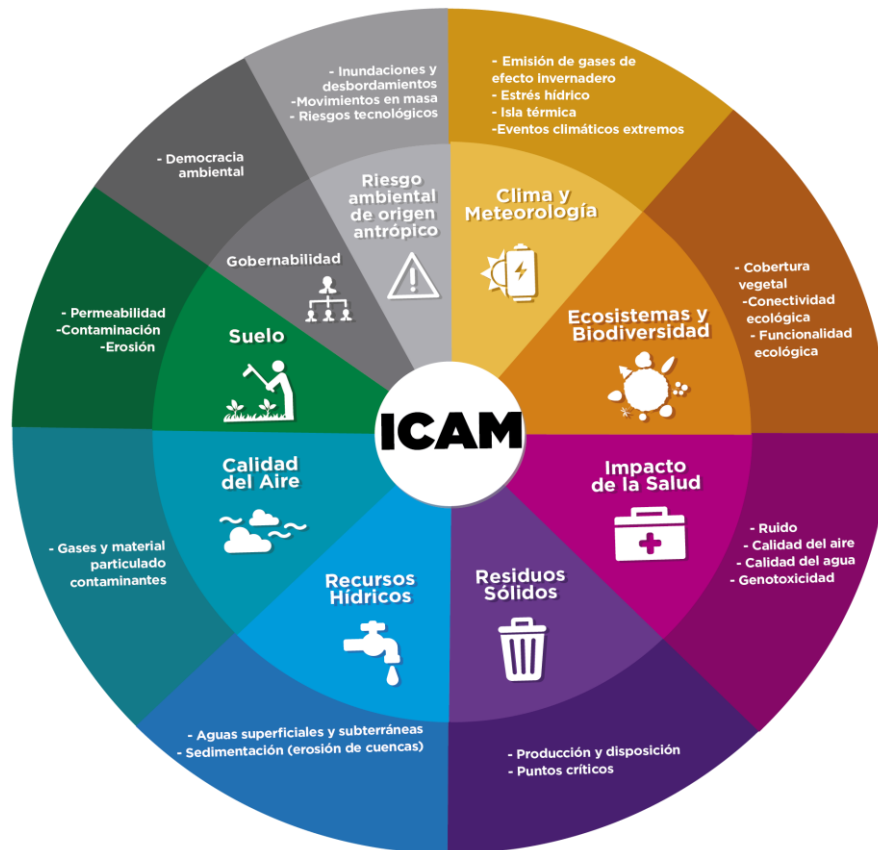 - Inundaciones y
desbordamientos
-Movimientos en masa
- Riesgos tecnológicos
Riesgo
ambiental
de origen
antrópico
- Emisión de gases de
efecto invernadero
- Estrés hídrico
- Isla térmica
-Eventos climáticos extremos
Clima y
Meteorología
- Cobertura
vegetal
-Conectividad
ecológica
- Funcionalidad
ecológica
Ecosistemas y
Biodiversidad
- Ruido
- Calidad del aire
- Calidad del agua
- Genotoxicidad
Impacto
de la Salud
- Producción y disposición
- Puntos críticos
Residuos
Sólidos
- Aguas superficiales y subterráneas
- Sedimentación (erosión de cuencas)
Recursos
Hídricos
- Gases y material
particulado
contaminantes
Calidad
del Aire
- Permeabilidad
-Contaminación
-Erosión
Suelo
- Democracia
ambiental
Gobernabilidad
ICAM